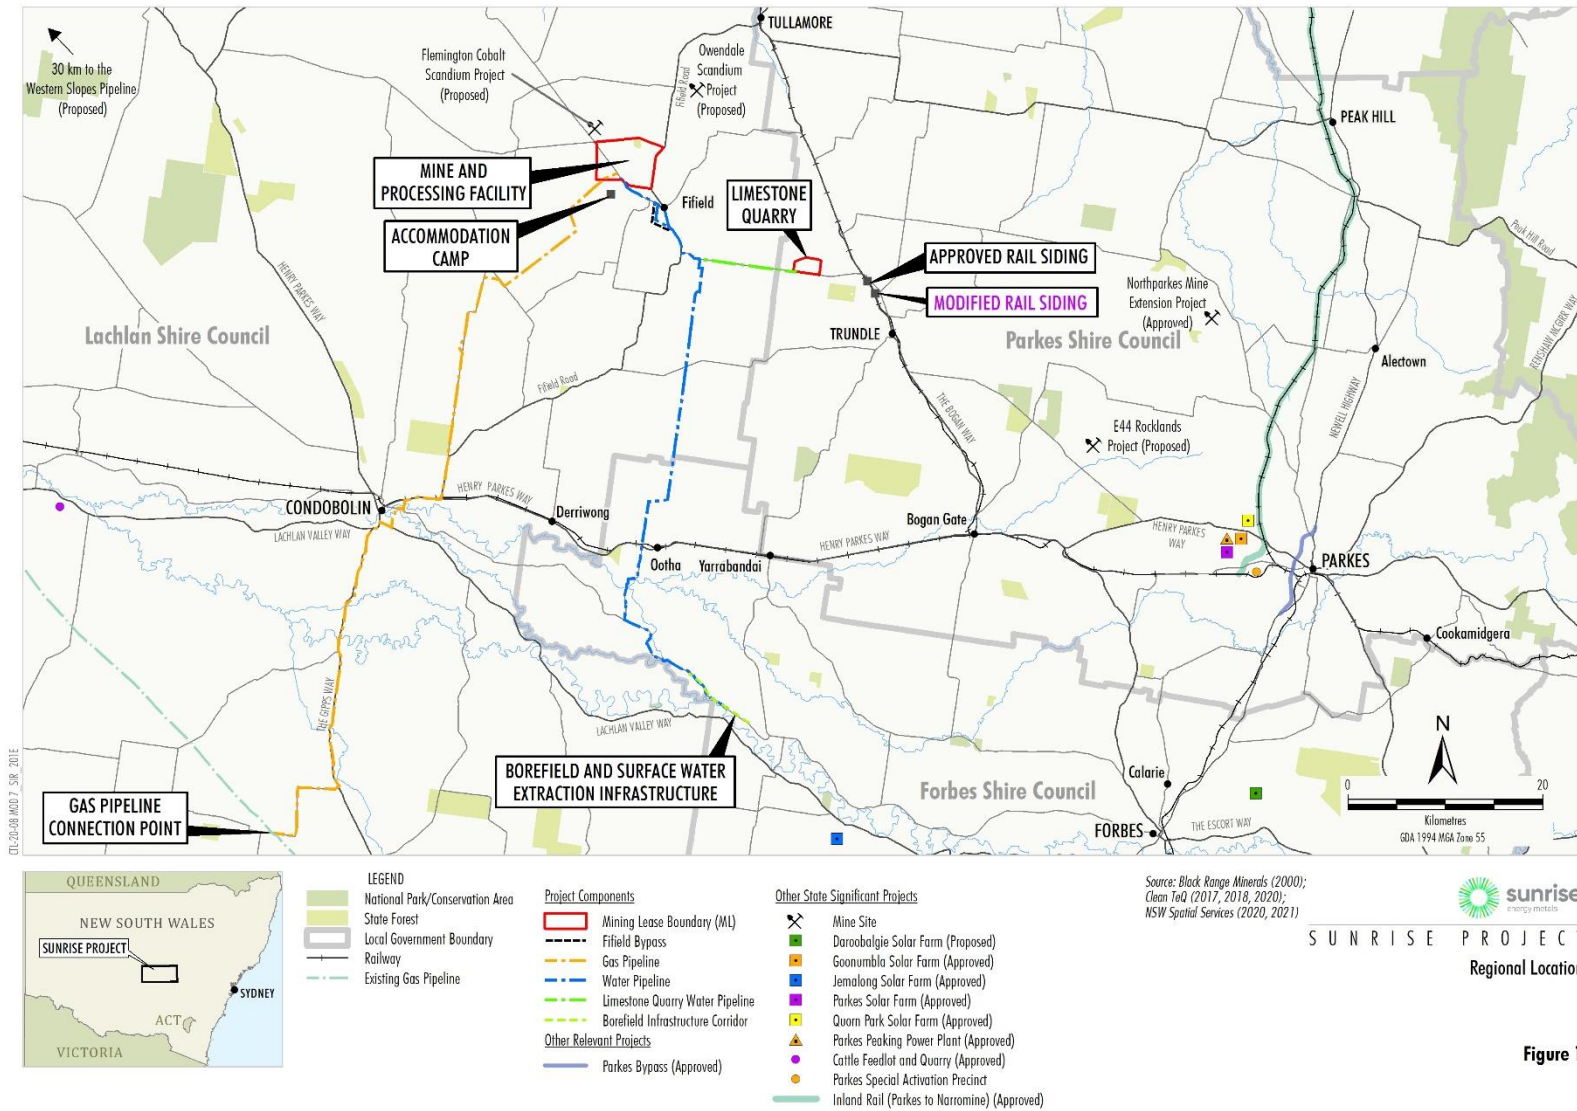 TULLAMORE
30 km to the
Western Slopes Pipeline
(Proposed)
Flemington Cobalt
Scandium Project
(Proposed)
Owendale
Scandium
Project
(Proposed)
Fifield Road
PEAK HILL
MINE AND
PROCESSING FACILITY
Fifield
LIMESTONE
QUARRY
ACCOMMODATION
CAMP
APPROVED RAIL SIDING
MODIFIED RAIL SIDING
Peak Hill Road
Northparkes Mine
Extension Project
(Approved)
HENRY PARKES WAY
Lachlan Shire Council
TRUNDLE
Parkes Shire Council
Alectown
RENSHAW MCGIRR WAY
Fifield Road
THE BOGAN WAY
NEWELL HIGHWAY
E44 Rocklands
Project (Proposed)
CONDOBOLIN
HENRY PARKES WAY
Derriwong
LACHLAN VALLEY WAY
Bogan Gate
HENRY PARKES
WAY
HENRY PARKES WAY
Ootha
Yarrabandai
PARKES
Cookamidgera
THE GIPPS WAY
LACHLAN VALLEY WAY
BOREFIELD AND SURFACE WATER
EXTRACTION INFRASTRUCTURE
Calarie
Forbes Shire Council
GAS PIPELINE
CONNECTION POINT
FORBES
THE ESCORT WAY
N
0
20
Kilometres
GDA 1994 MGA Zone 55
CTL-20-08 MOD 7_SIR_201E
QUEENSLAND
NEW SOUTH WALES
SUNRISE PROJECT
SYDNEY
ACT
VICTORIA
LEGEND
National Park/Conservation Area
State Forest
Local Government Boundary
Railway
Existing Gas Pipeline
Project Components
Mining Lease Boundary (ML)
Fifield Bypass
Gas Pipeline
Water Pipeline
Limestone Quarry Water Pipeline
Borefield Infrastructure Corridor
Other Relevant Projects
Parkes Bypass (Approved)
Other State Significant Projects
Mine Site
Daroobalgie Solar Farm (Proposed)
Goonumbla Solar Farm (Approved)
Jemalong Solar Farm (Approved)
Parkes Solar Farm (Approved)
Quorn Park Solar Farm (Approved)
Parkes Peaking Power Plant (Approved)
Cattle Feedlot and Quarry (Approved)
Parkes Special Activation Precinct
Inland Rail (Parkes to Narromine) (Approved)
Source: Black Range Minerals (2000);
Clean TeQ (2017, 2018, 2020);
NSW Spatial Services (2020, 2021)
sunrise
energy metals
SUNRISE PROJECT
Regional Location
Figure 1